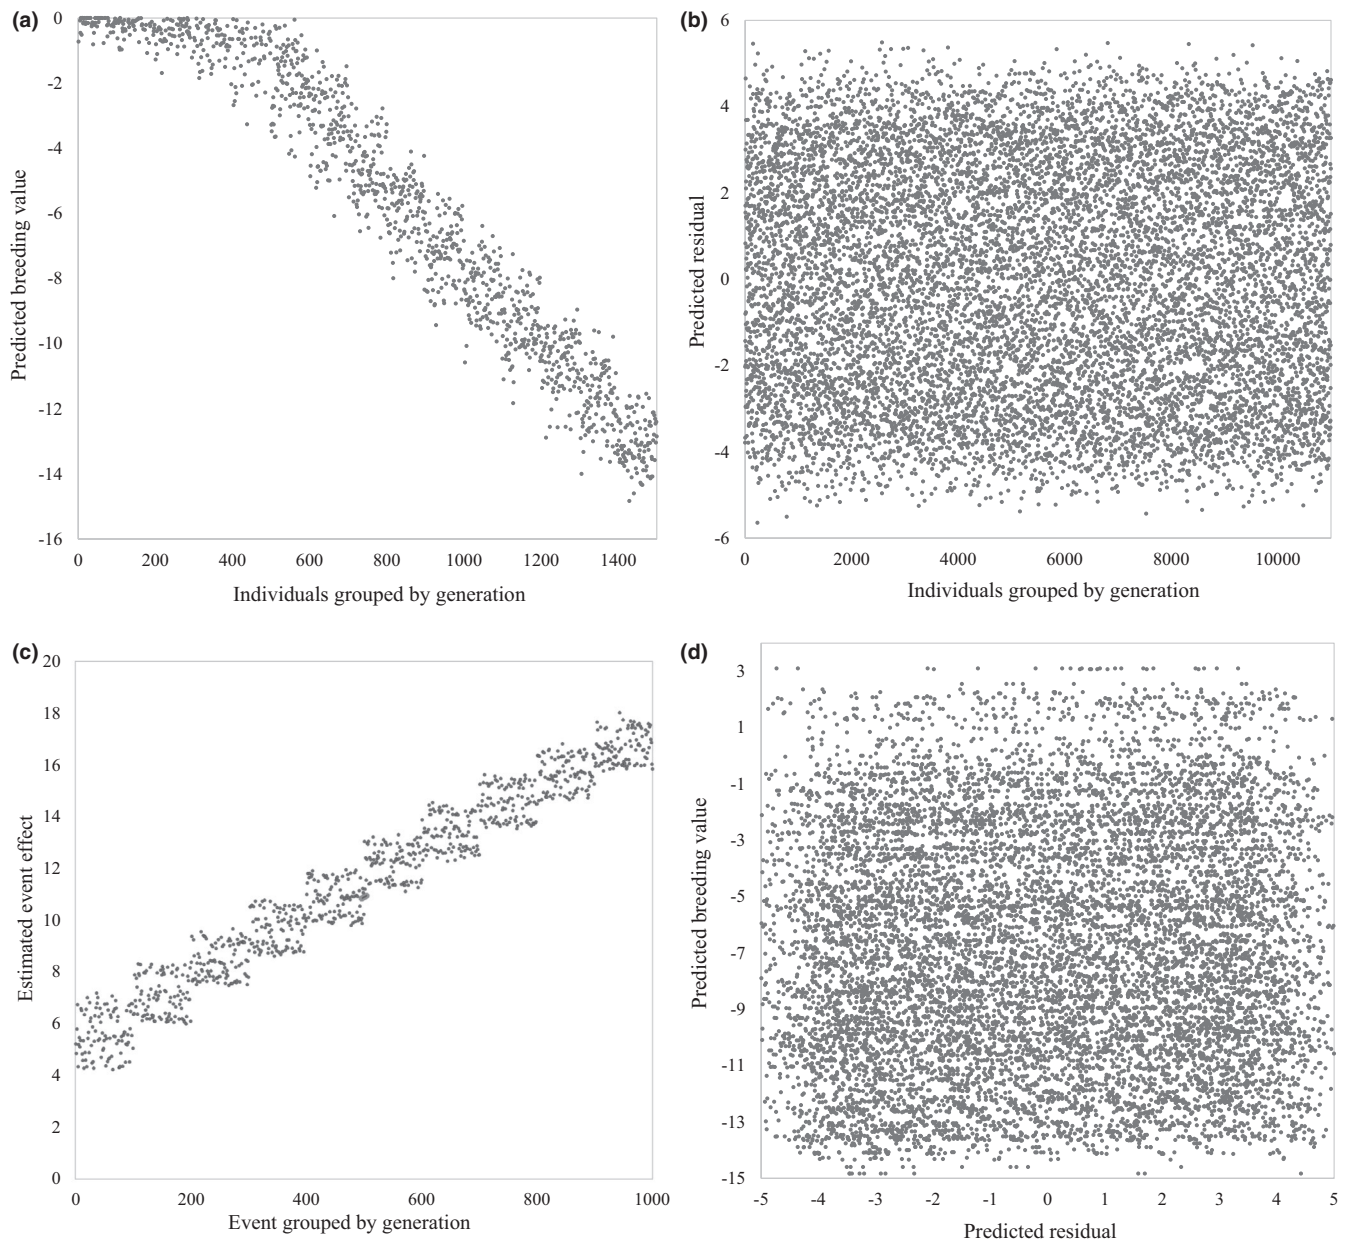 (a)
0
-2
-4
-6
-8
-10
-12
-14
-16
Predicted breeding value
0 200 400 600 800 1000 1200 1400
Individuals grouped by generation
(b)
6
4
2
0
-2
-4
-6
Predicted residual
0 2000 4000 6000 8000 10000
Individuals grouped by generation
(c)
20
18
16
14
12
10
8
6
4
2
0
Estimated event effect
0 200 400 600 800 1000
Event grouped by generation
(d)
3
1
-1
-3
-5
-7
-9
-11
-13
-15
Predicted breeding value
-5 -4 -3 -2 -1 0 1 2 3 4 5
Predicted residual